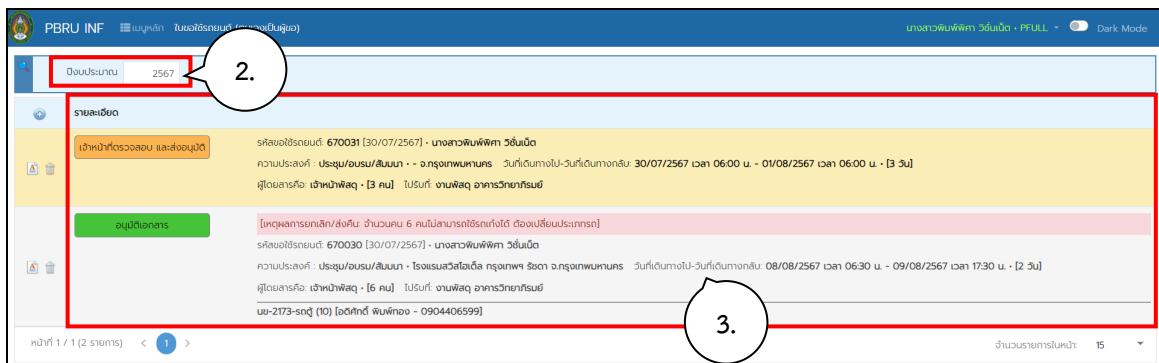 PBRU INF เมนูหลัก ใบขอใช้รถยนต์ นางสาวพิมพ์พิศา วิชั่นเน็ต • PFULL Dark Mode
ปีงบประมาณ 2567
2.
รายละเอียด
เจ้าหน้าที่ตรวจสอบ และส่งอนุมัติ
รหัสขอใช้รถยนต์: 670031 [30/07/2567] • นางสาวพิมพ์พิศา วิชั่นเน็ต
ความประสงค์ : ประชุม/อบรม/สัมมนา • - จ.กรุงเทพมหานคร วันที่เดินทางไป-วันที่เดินทางกลับ: 30/07/2567 เวลา 06:00 น. - 01/08/2567 เวลา 06:00 น. • [3 วัน]
ผู้โดยสารคือ: เจ้าหน้าพัสดุ • [3 คน] ไปรับที่: งานพัสดุ อาคารวิทยาภิรมย์
อนุมัติเอกสาร
[เหตุผลการยกเลิก/ส่งคืน: จำนวนคน 6 คนไม่สามารถใช้รถเก๋งได้ ต้องเปลี่ยนประเภทรถ]
รหัสขอใช้รถยนต์: 670030 [30/07/2567] • นางสาวพิมพ์พิศา วิชั่นเน็ต
ความประสงค์ : ประชุม/อบรม/สัมมนา • โรงแรมสวิสโฮเต็ล กรุงเทพฯ รัชดา จ.กรุงเทพมหานคร วันที่เดินทางไป-วันที่เดินทางกลับ: 08/08/2567 เวลา 06:30 น. - 09/08/2567 เวลา 17:30 น. • [2 วัน]
ผู้โดยสารคือ: เจ้าหน้าพัสดุ • [6 คน] ไปรับที่: งานพัสดุ อาคารวิทยาภิรมย์
นข-2173-รถตู้ (10) [อดิศักดิ์ พิมพ์ทอง - 0904406599]
3.
หน้าที่ 1 / 1 (2 รายการ) < 1 > จำนวนรายการในหน้า: 15